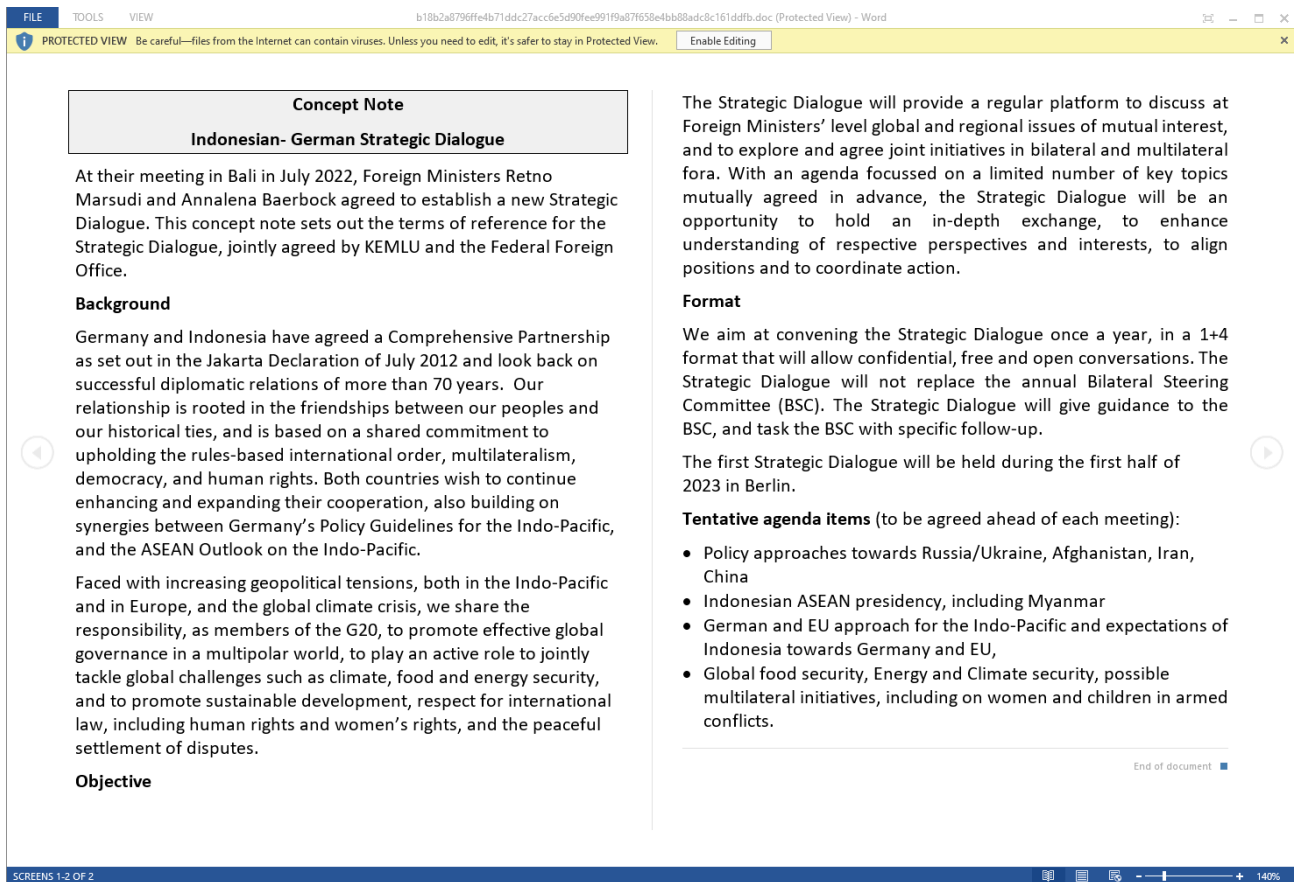 FILE TOOLS VIEW b18b2a8796ffe4b71ddc27acc6e5d90fee991f9a87f658e4bb88adc8c161ddfb.doc (Protected View) - Word
PROTECTED VIEW Be careful—files from the Internet can contain viruses. Unless you need to edit, it's safer to stay in Protected View. Enable Editing
Concept Note
Indonesian- German Strategic Dialogue
At their meeting in Bali in July 2022, Foreign Ministers Retno
Marsudi and Annalena Baerbock agreed to establish a new Strategic
Dialogue. This concept note sets out the terms of reference for the
Strategic Dialogue, jointly agreed by KEMLU and the Federal Foreign
Office.
Background
Germany and Indonesia have agreed a Comprehensive Partnership
as set out in the Jakarta Declaration of July 2012 and look back on
successful diplomatic relations of more than 70 years.  Our
relationship is rooted in the friendships between our peoples and
our historical ties, and is based on a shared commitment to
upholding the rules-based international order, multilateralism,
democracy, and human rights. Both countries wish to continue
enhancing and expanding their cooperation, also building on
synergies between Germany's Policy Guidelines for the Indo-Pacific,
and the ASEAN Outlook on the Indo-Pacific.
Faced with increasing geopolitical tensions, both in the Indo-Pacific
and in Europe, and the global climate crisis, we share the
responsibility, as members of the G20, to promote effective global
governance in a multipolar world, to play an active role to jointly
tackle global challenges such as climate, food and energy security,
and to promote sustainable development, respect for international
law, including human rights and women's rights, and the peaceful
settlement of disputes.
Objective
The Strategic Dialogue will provide a regular platform to discuss at
Foreign Ministers' level global and regional issues of mutual interest,
and to explore and agree joint initiatives in bilateral and multilateral
fora. With an agenda focussed on a limited number of key topics
mutually agreed in advance, the Strategic Dialogue will be an
opportunity to hold an in-depth exchange, to enhance
understanding of respective perspectives and interests, to align
positions and to coordinate action.
Format
We aim at convening the Strategic Dialogue once a year, in a 1+4
format that will allow confidential, free and open conversations. The
Strategic Dialogue will not replace the annual Bilateral Steering
Committee (BSC). The Strategic Dialogue will give guidance to the
BSC, and task the BSC with specific follow-up.
The first Strategic Dialogue will be held during the first half of
2023 in Berlin.
Tentative agenda items (to be agreed ahead of each meeting):
• Policy approaches towards Russia/Ukraine, Afghanistan, Iran,
China
• Indonesian ASEAN presidency, including Myanmar
• German and EU approach for the Indo-Pacific and expectations of
Indonesia towards Germany and EU,
• Global food security, Energy and Climate security, possible
multilateral initiatives, including on women and children in armed
conflicts.
End of document
SCREENS 1-2 OF 2 140%